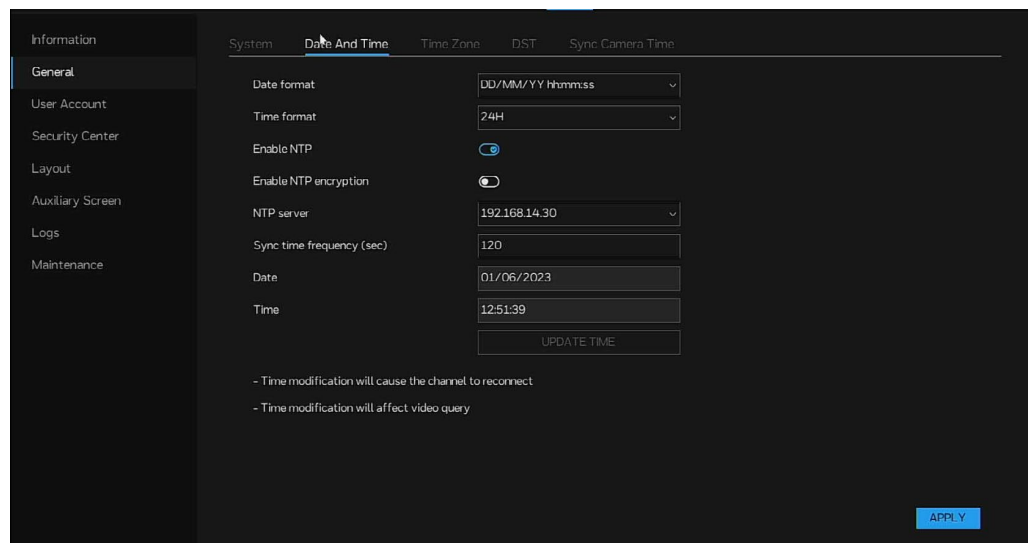 Information
General
User Account
Security Center
Layout
Auxiliary Screen
Logs
Maintenance
System Date And Time Time Zone DST Sync Camera Time
Date format DD/MM/YY hh:mm:ss
Time format 24H
Enable NTP
Enable NTP encryption
NTP server 192.168.14.30
Sync time frequency (sec) 120
Date 01/06/2023
Time 12:51:39
UPDATE TIME
- Time modification will cause the channel to reconnect
- Time modification will affect video query
APPLY